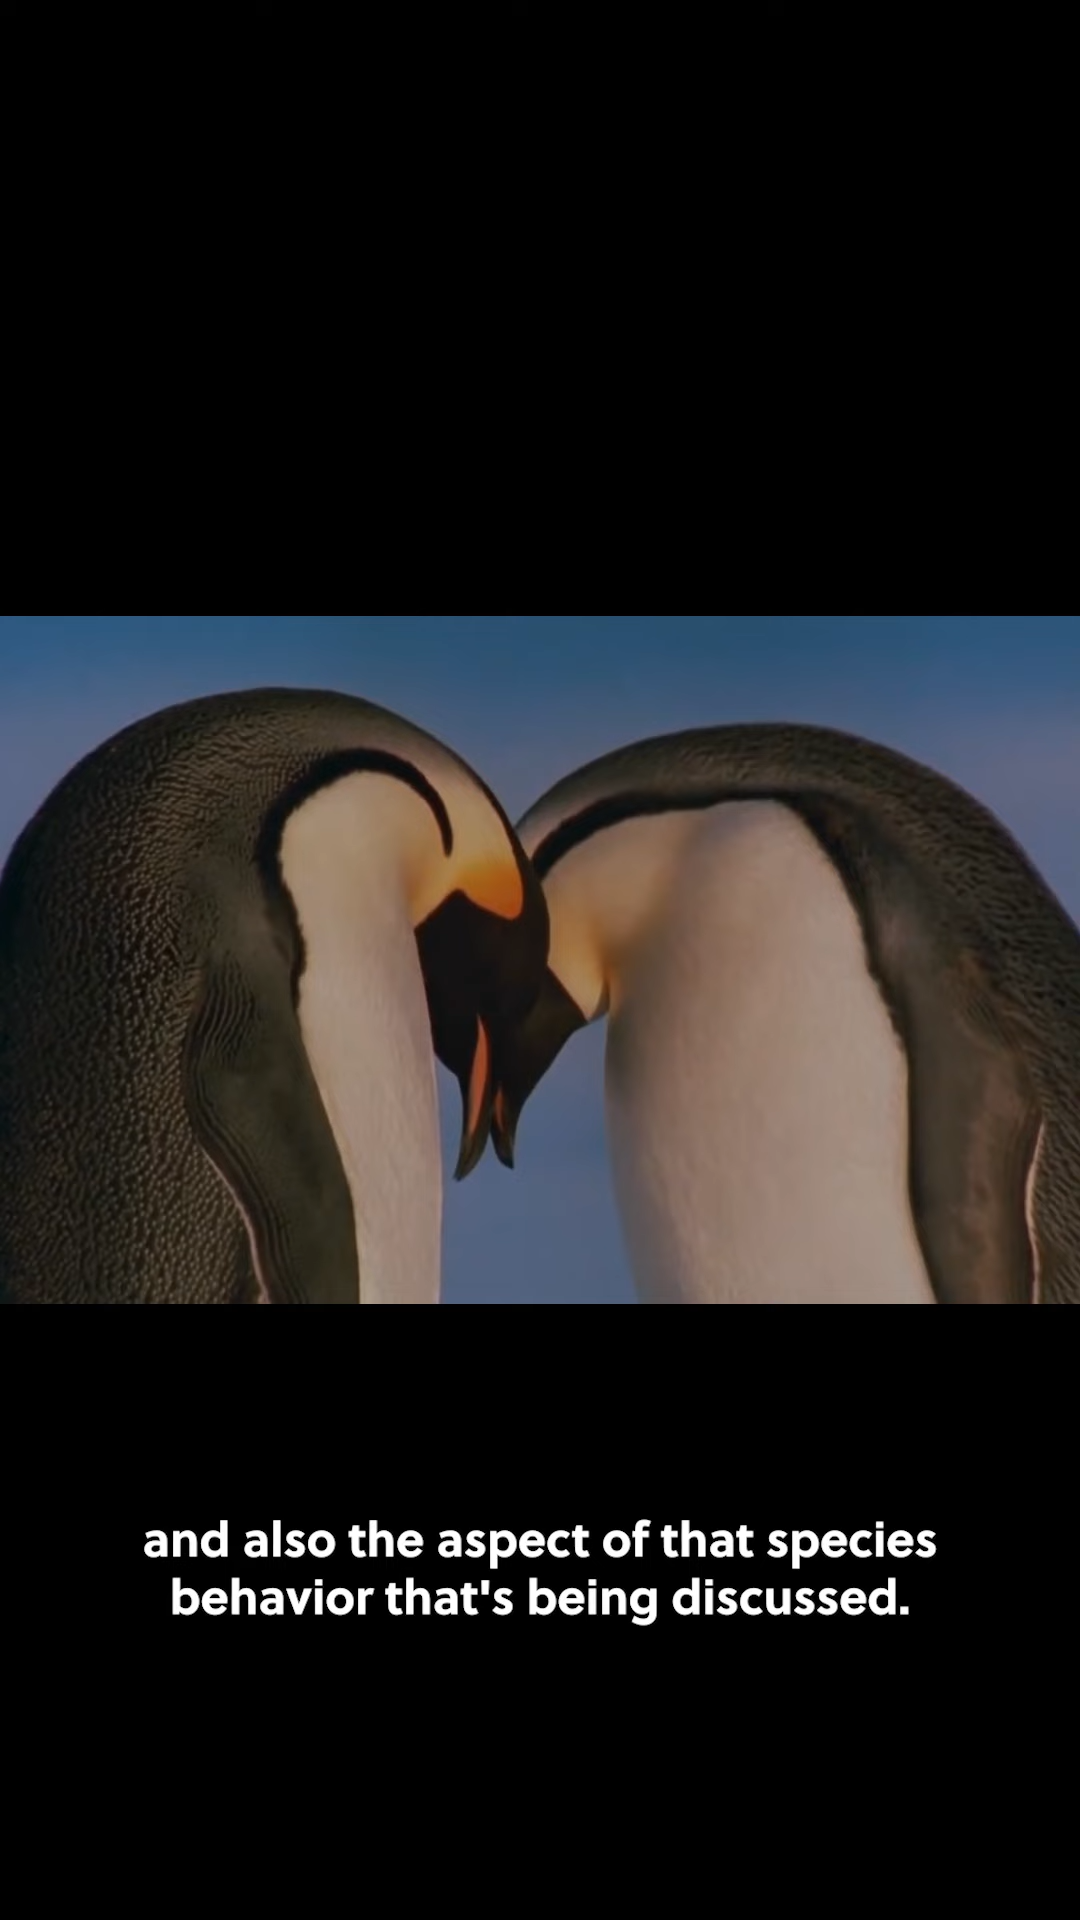 and also the aspect of that species
behavior that's being discussed.